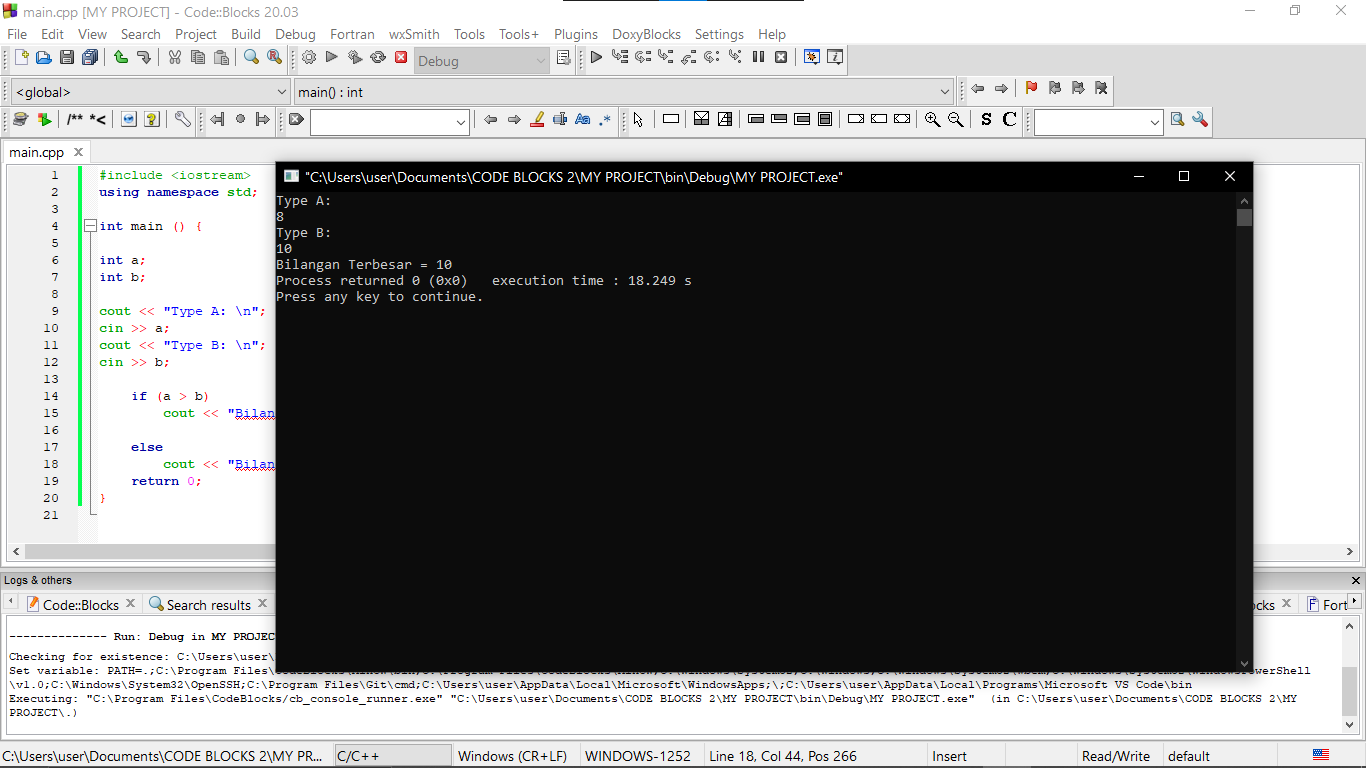 main.cpp [MY PROJECT] - Code::Blocks 20.03
File Edit View Search Project Build Debug Fortran wxSmith Tools Tools+ Plugins DoxyBlocks Settings Help
Debug
<global> main() : int
/** *< Aa .* S C
main.cpp
"C:\Users\user\Documents\CODE BLOCKS 2\MY PROJECT\bin\Debug\MY PROJECT.exe"
Type A:
8
Type B:
10
Bilangan Terbesar = 10
Process returned 0 (0x0)   execution time : 18.249 s
Press any key to continue.
1 #include <iostream>
2 using namespace std;
3
4 int main () {
5
6 int a;
7 int b;
8
9 cout << "Type A: \n";
10 cin >> a;
11 cout << "Type B: \n";
12 cin >> b;
13
14 if (a > b)
15 cout << "Bilan
16
17 else
18 cout << "Bilan
19 return 0;
20 }
21
Logs & others
Code::Blocks Search results cks Fort
-------------- Run: Debug in MY PROJEC
Checking for existence: C:\Users\user\
Set variable: PATH=.;C:\Program Files\
\v1.0;C:\Windows\System32\OpenSSH;C:\Program Files\Git\cmd;C:\Users\user\AppData\Local\Microsoft\WindowsApps;\;C:\Users\user\AppData\Local\Programs\Microsoft VS Code\bin
Executing: "C:\Program Files\CodeBlocks/cb_console_runner.exe" "C:\Users\user\Documents\CODE BLOCKS 2\MY PROJECT\bin\Debug\MY PROJECT.exe"  (in C:\Users\user\Documents\CODE BLOCKS 2\MY
PROJECT\.)
C:\Users\user\Documents\CODE BLOCKS 2\MY PR... C/C++ Windows (CR+LF) WINDOWS-1252 Line 18, Col 44, Pos 266 Insert Read/Write default